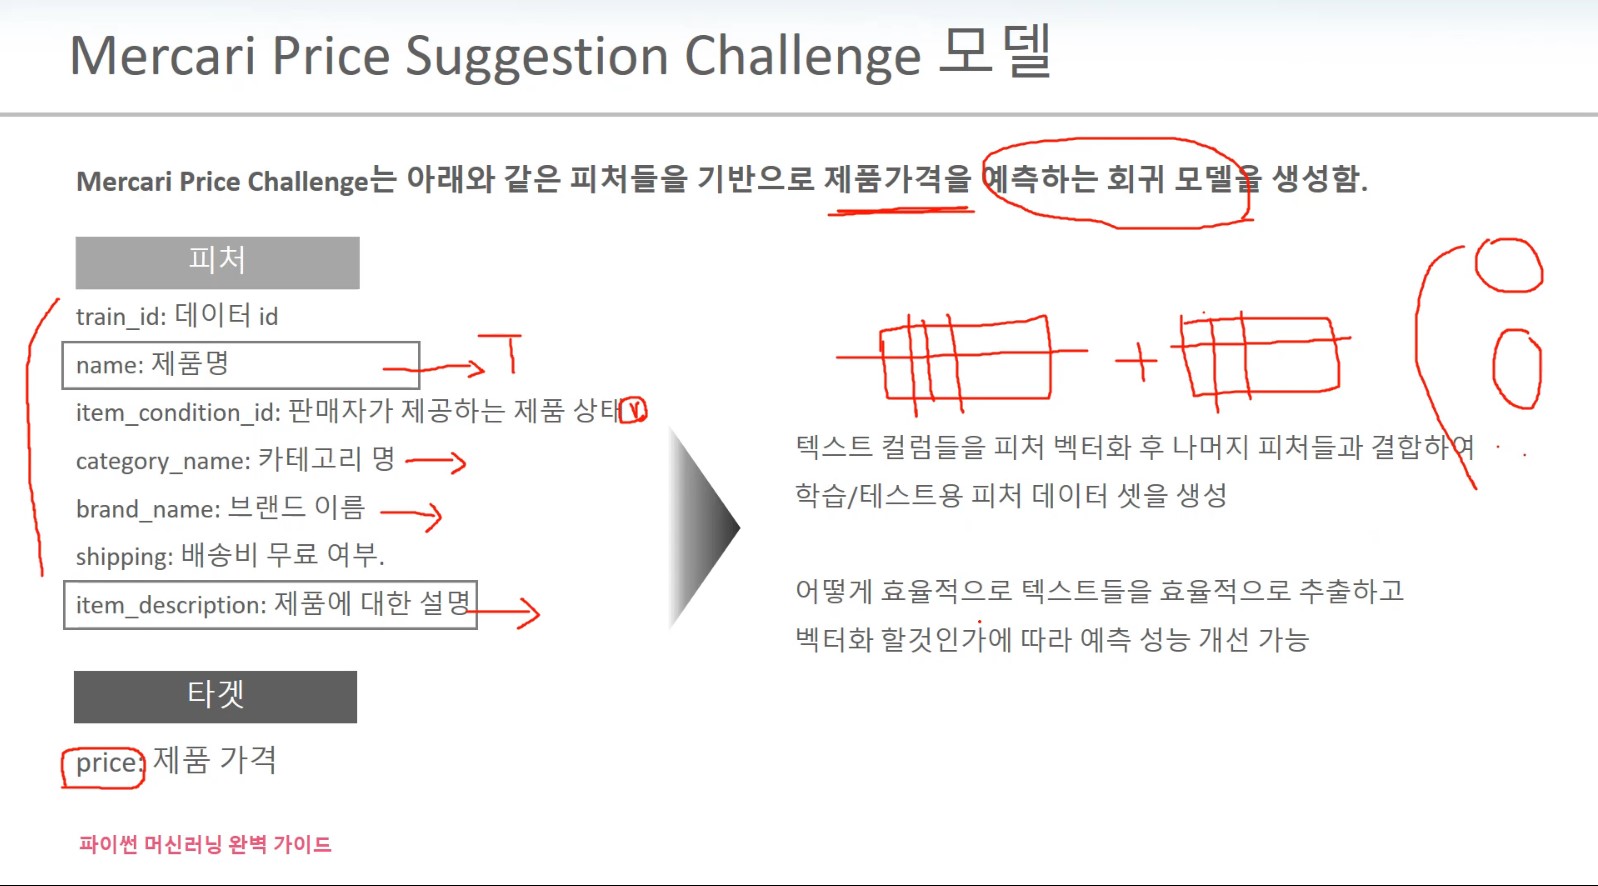 Mercari Price Suggestion Challenge 모델
Mercari Price Challenge는 아래와 같은 피처들을 기반으로 제품가격을 예측하는 회귀 모델을 생성함.
피처
train_id: 데이터 id
name: 제품명
T
item_condition_id: 판매자가 제공하는 제품 상태
category_name: 카테고리 명
brand_name: 브랜드 이름
shipping: 배송비 무료 여부.
item_description: 제품에 대한 설명
타겟
price: 제품 가격
+
텍스트 컬럼들을 피처 벡터화 후 나머지 피처들과 결합하여
학습/테스트용 피처 데이터 셋을 생성
어떻게 효율적으로 텍스트들을 효율적으로 추출하고
벡터화 할것인가에 따라 예측 성능 개선 가능
파이썬 머신러닝 완벽 가이드